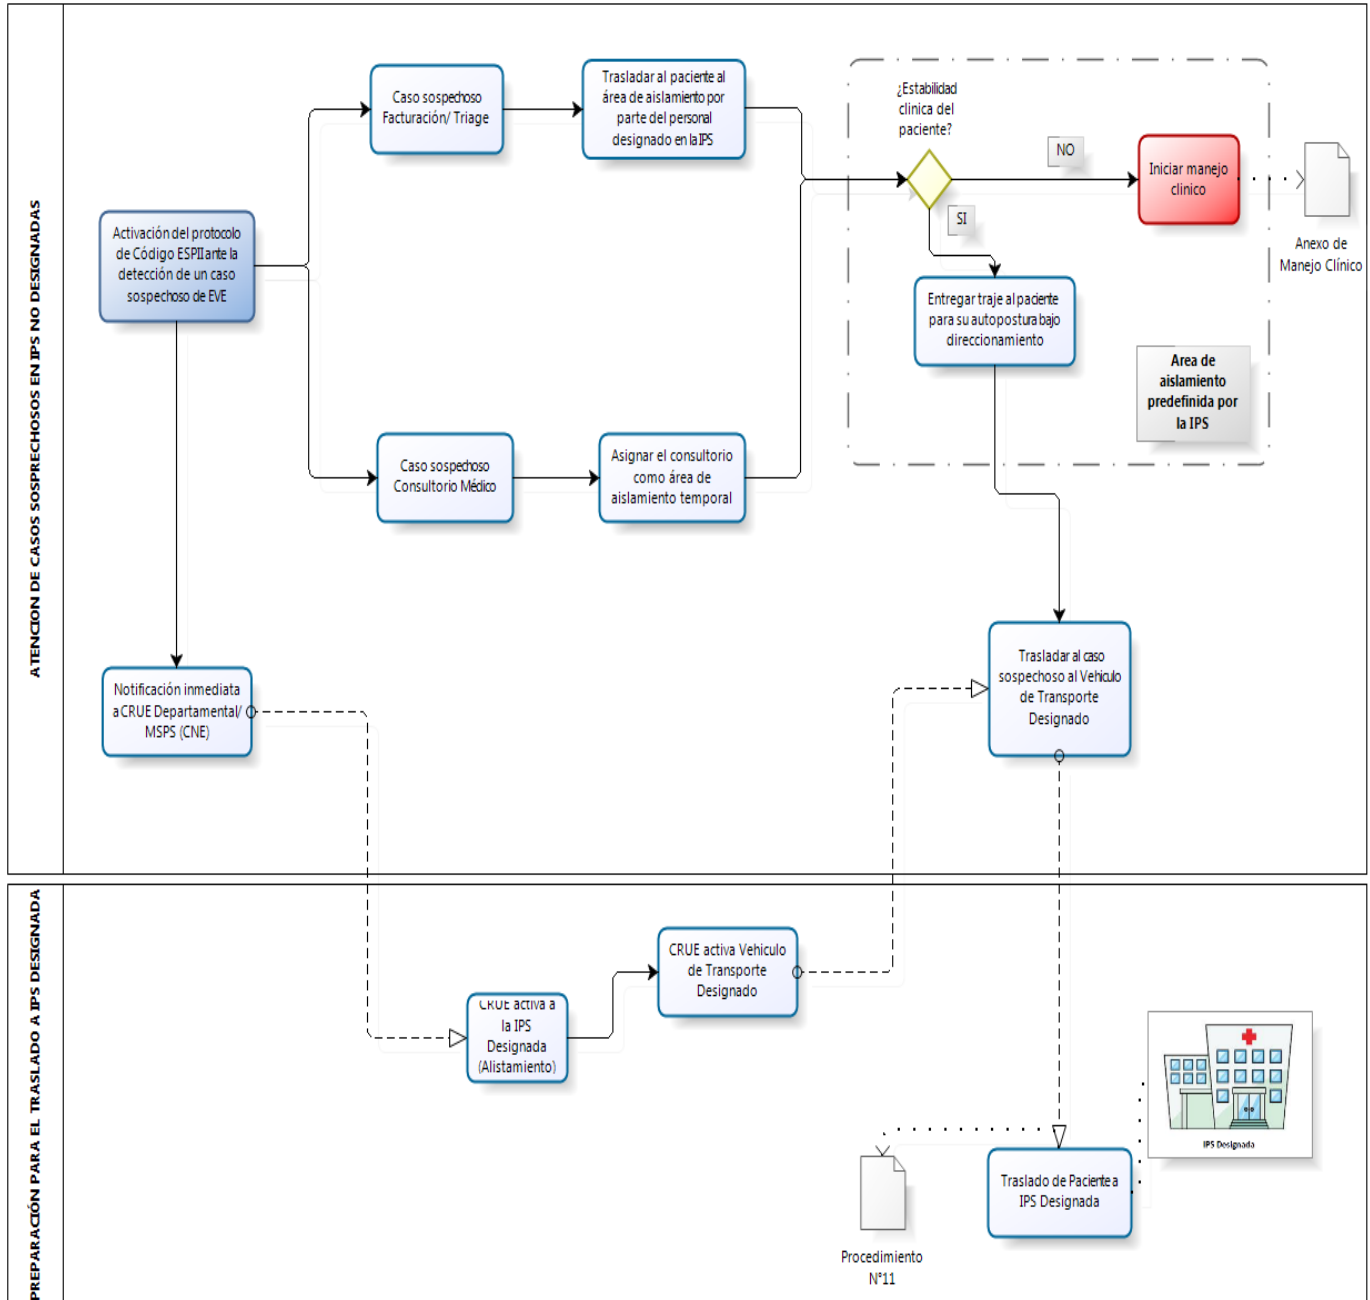 ATENCION DE CASOS SOSPRECHOSOS EN IPS NO DESIGNADAS
Activación del protocolo
de Código ESPII ante la
detección de un caso
sospechoso de EVE
Caso sospechoso
Facturación/ Triage
Trasladar al paciente al
área de aislamiento por
parte del personal
designado en la IPS
¿Estabilidad
clinica del
paciente?
NO
SI
Iniciar manejo
clinico
Anexo de
Manejo Clínico
Entregar traje al paciente
para su autopostura bajo
direccionamiento
Area de
aislamiento
predefinida por
la IPS
Caso sospechoso
Consultorio Médico
Asignar el consultorio
como área de
aislamiento temporal
Notificación inmediata
a CRUE Departamental/
MSPS (CNE)
Trasladar al caso
sospechoso al Vehiculo
de Transporte
Designado
PREPARACIÓN PARA EL TRASLADO A IPS DESIGNADA
CRUE activa a
la IPS
Designada
(Alistamiento)
CRUE activa Vehiculo
de Transporte
Designado
IPS Designada
Traslado de Paciente a
IPS Designada
Procedimiento
N°11